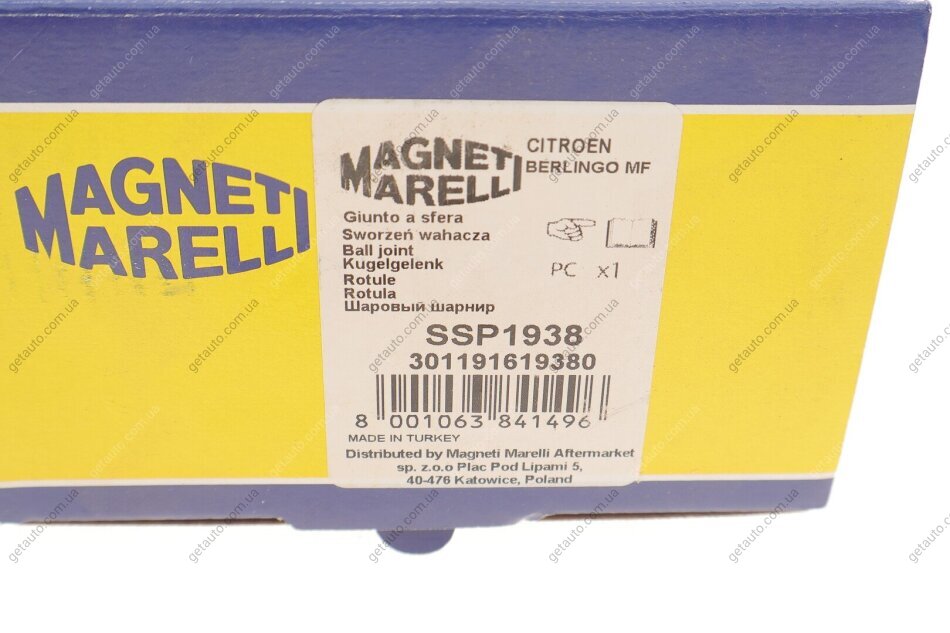 MAGNETI
MARELLI
MAGNETI
MARELLI
CITROEN
BERLINGO MF
Giunto a sfera
Sworzeń wahacza
Ball joint
Kugelgelenk
Rotule
Rotula
Шаровый шарнир
PC x1
SSP1938
301191619380
8 001063 841496
MADE IN TURKEY
Distributed by Magneti Marelli Aftermarket
sp. z.o.o Plac Pod Lipami 5,
40-476 Katowice, Poland
getauto.com.ua